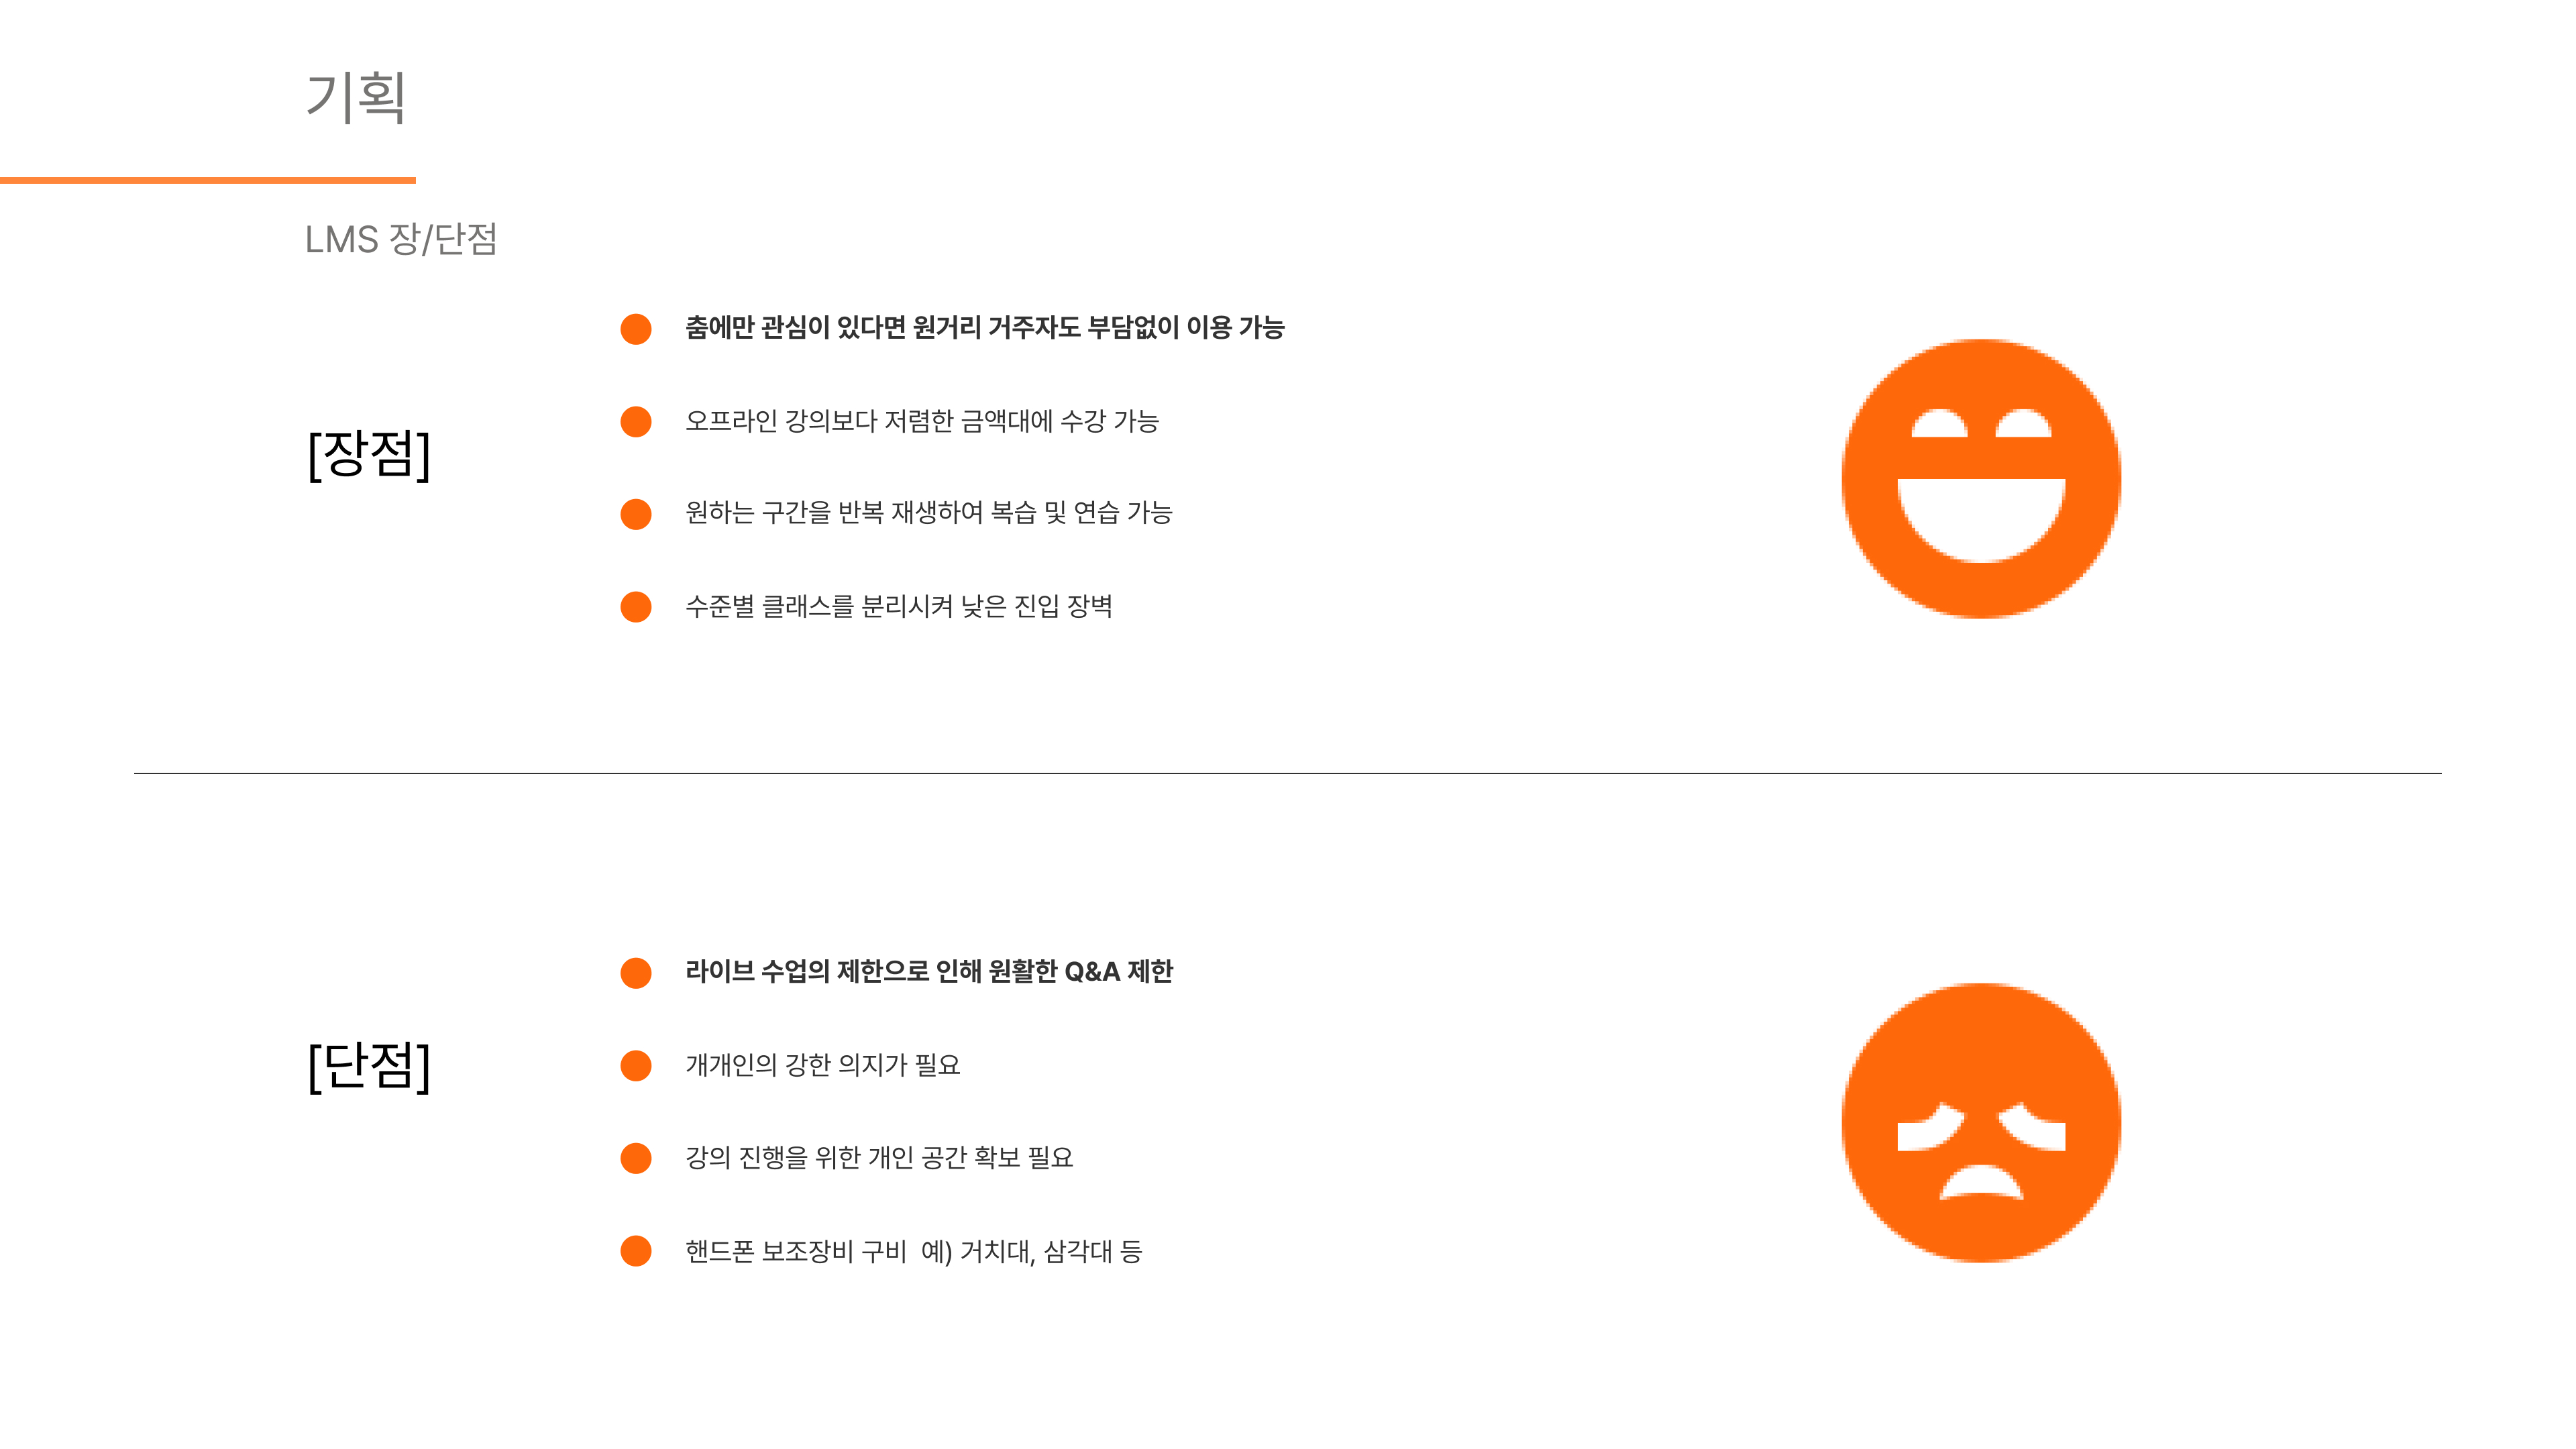 기획
LMS 장/단점
[장점]
춤에만 관심이 있다면 원거리 거주자도 부담없이 이용 가능
오프라인 강의보다 저렴한 금액대에 수강 가능
원하는 구간을 반복 재생하여 복습 및 연습 가능
수준별 클래스를 분리시켜 낮은 진입 장벽
[단점]
라이브 수업의 제한으로 인해 원활한 Q&A 제한
개개인의 강한 의지가 필요
강의 진행을 위한 개인 공간 확보 필요
핸드폰 보조장비 구비  예) 거치대, 삼각대 등